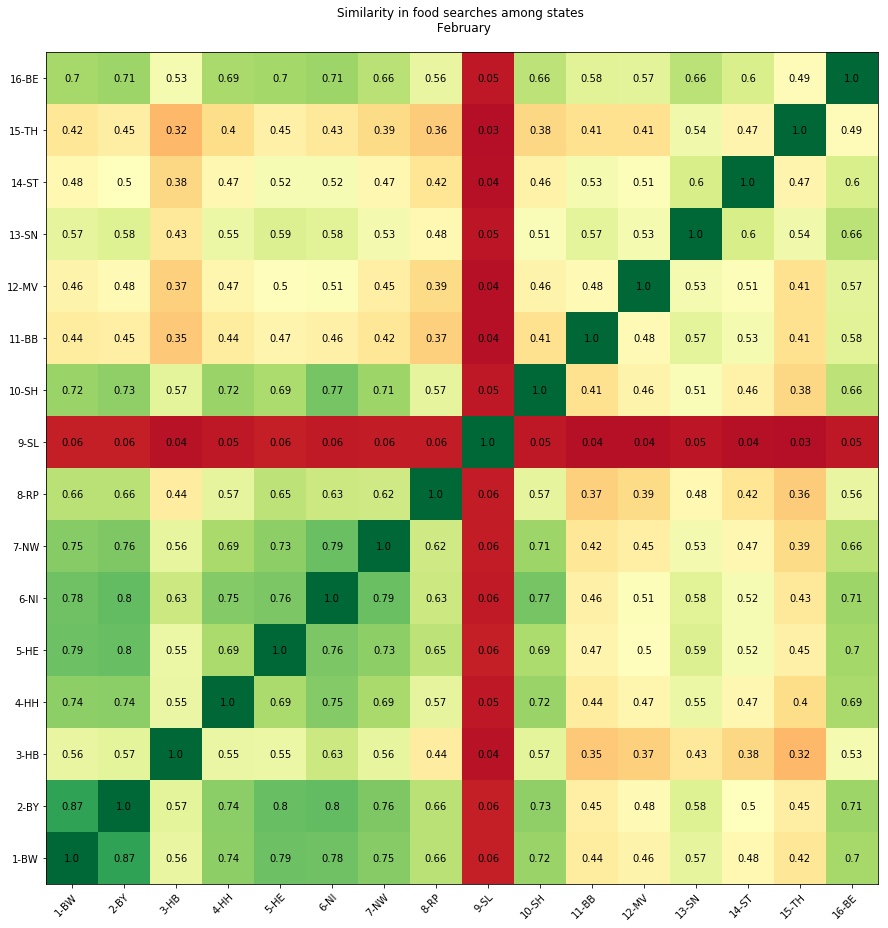 Similarity in food searches among states
February
16-BE 0.7 0.71 0.53 0.69 0.7 0.71 0.66 0.56 0.05 0.66 0.58 0.57 0.66 0.6 0.49 1.0
15-TH 0.42 0.45 0.32 0.4 0.45 0.43 0.39 0.36 0.03 0.38 0.41 0.41 0.54 0.47 1.0 0.49
14-ST 0.48 0.5 0.38 0.47 0.52 0.52 0.47 0.42 0.04 0.46 0.53 0.51 0.6 1.0 0.47 0.6
13-SN 0.57 0.58 0.43 0.55 0.59 0.58 0.53 0.48 0.05 0.51 0.57 0.53 1.0 0.6 0.54 0.66
12-MV 0.46 0.48 0.37 0.47 0.5 0.51 0.45 0.39 0.04 0.46 0.48 1.0 0.53 0.51 0.41 0.57
11-BB 0.44 0.45 0.35 0.44 0.47 0.46 0.42 0.37 0.04 0.41 1.0 0.48 0.57 0.53 0.41 0.58
10-SH 0.72 0.73 0.57 0.72 0.69 0.77 0.71 0.57 0.05 1.0 0.41 0.46 0.51 0.46 0.38 0.66
9-SL 0.06 0.06 0.04 0.05 0.06 0.06 0.06 0.06 1.0 0.05 0.04 0.04 0.05 0.04 0.03 0.05
8-RP 0.66 0.66 0.44 0.57 0.65 0.63 0.62 1.0 0.06 0.57 0.37 0.39 0.48 0.42 0.36 0.56
7-NW 0.75 0.76 0.56 0.69 0.73 0.79 1.0 0.62 0.06 0.71 0.42 0.45 0.53 0.47 0.39 0.66
6-NI 0.78 0.8 0.63 0.75 0.76 1.0 0.79 0.63 0.06 0.77 0.46 0.51 0.58 0.52 0.43 0.71
5-HE 0.79 0.8 0.55 0.69 1.0 0.76 0.73 0.65 0.06 0.69 0.47 0.5 0.59 0.52 0.45 0.7
4-HH 0.74 0.74 0.55 1.0 0.69 0.75 0.69 0.57 0.05 0.72 0.44 0.47 0.55 0.47 0.4 0.69
3-HB 0.56 0.57 1.0 0.55 0.55 0.63 0.56 0.44 0.04 0.57 0.35 0.37 0.43 0.38 0.32 0.53
2-BY 0.87 1.0 0.57 0.74 0.8 0.8 0.76 0.66 0.06 0.73 0.45 0.48 0.58 0.5 0.45 0.71
1-BW 1.0 0.87 0.56 0.74 0.79 0.78 0.75 0.66 0.06 0.72 0.44 0.46 0.57 0.48 0.42 0.7
1-BW 2-BY 3-HB 4-HH 5-HE 6-NI 7-NW 8-RP 9-SL 10-SH 11-BB 12-MV 13-SN 14-ST 15-TH 16-BE